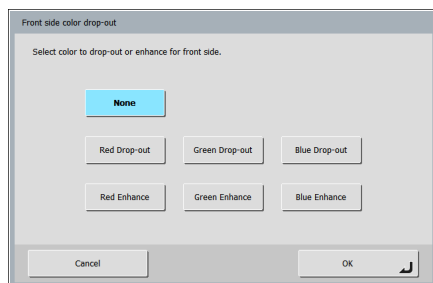 Front side color drop-out
Select color to drop-out or enhance for front side.
None
Red Drop-out Green Drop-out Blue Drop-out
Red Enhance Green Enhance Blue Enhance
Cancel OK